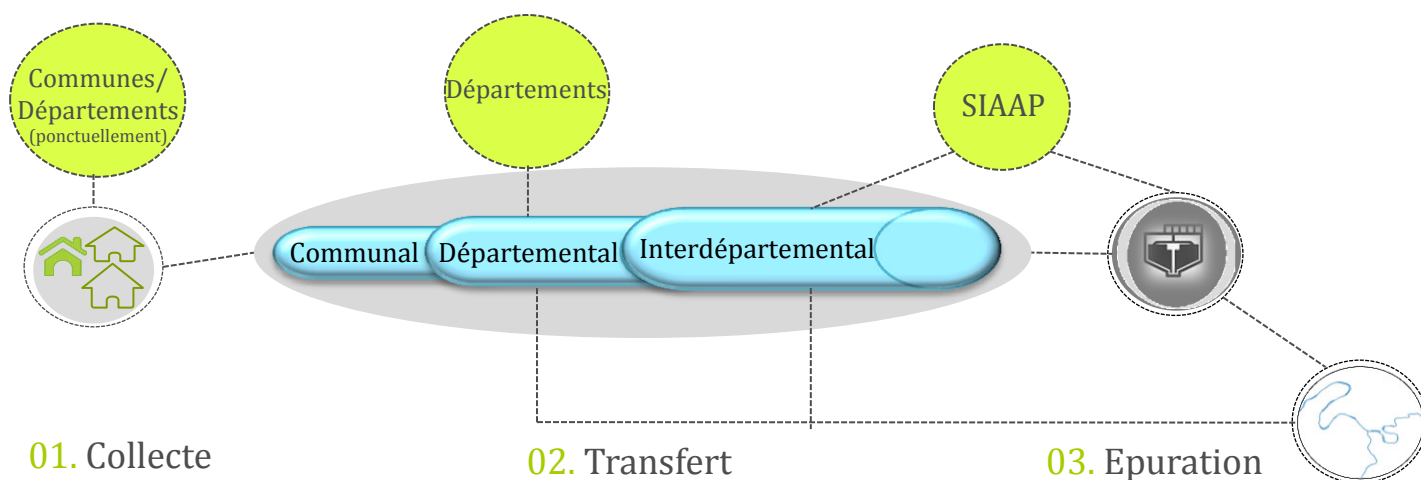 Communes/
Départements
(ponctuellement)
Départements
SIAAP
Communal
Départemental
Interdépartemental
01. Collecte
02. Transfert
03. Epuration